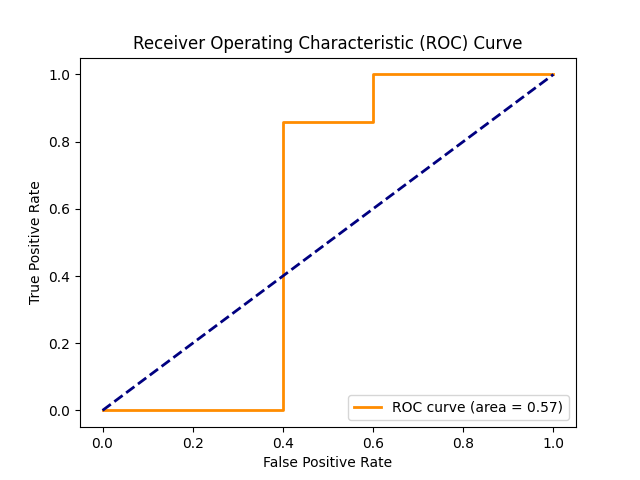 Receiver Operating Characteristic (ROC) Curve
1.0
0.8
0.6
0.4
0.2
0.0
True Positive Rate
ROC curve (area = 0.57)
0.0 0.2 0.4 0.6 0.8 1.0
False Positive Rate